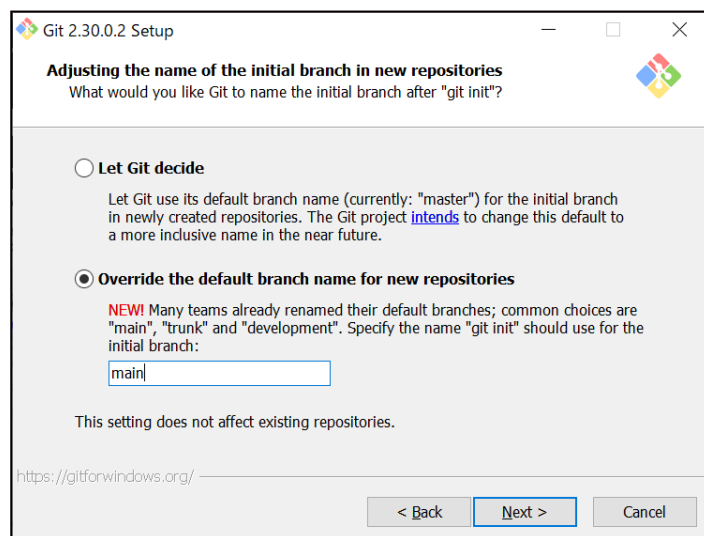 Git 2.30.0.2 Setup
Adjusting the name of the initial branch in new repositories
What would you like Git to name the initial branch after "git init"?
Let Git decide
Let Git use its default branch name (currently: "master") for the initial branch
in newly created repositories. The Git project intends to change this default to
a more inclusive name in the near future.
Override the default branch name for new repositories
NEW! Many teams already renamed their default branches; common choices are
"main", "trunk" and "development". Specify the name "git init" should use for the
initial branch:
main
This setting does not affect existing repositories.
https://gitforwindows.org/
< Back
Next >
Cancel